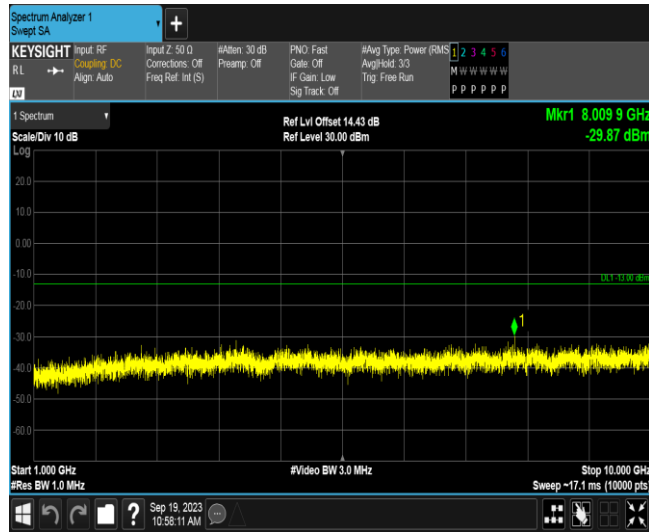 Spectrum Analyzer 1
Swept SA
+
KEYSIGHT
RL
LXI
Input: RF
Coupling: DC
Align: Auto
Input Z: 50 Ω
Corrections: Off
Freq Ref: Int (S)
#Atten: 30 dB
Preamp: Off
PNO: Fast
Gate: Off
IF Gain: Low
Sig Track: Off
#Avg Type: Power (RMS
Avg|Hold: 3/3
Trig: Free Run
1 2 3 4 5 6
M W W W W W
P P P P P P
1 Spectrum
Scale/Div 10 dB
Log
Ref Lvl Offset 14.43 dB
Ref Level 30.00 dBm
Mkr1 8.009 9 GHz
-29.87 dBm
20.0
10.0
0.00
-10.0
DL1 -13.00 dBm
-20.0
1
-30.0
-40.0
-50.0
-60.0
Start 1.000 GHz
#Video BW 3.0 MHz
Stop 10.000 GHz
#Res BW 1.0 MHz
Sweep ~17.1 ms (10000 pts)
?
Sep 19, 2023
10:58:11 AM